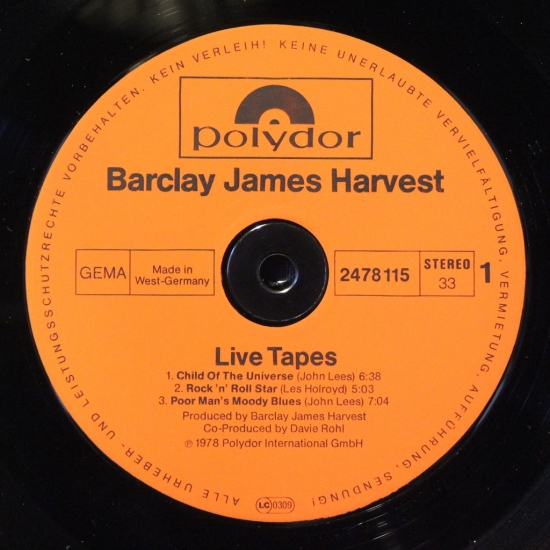 ALLE URHEBER- UND LEISTUNGSSCHUTZRECHTE VORBEHALTEN. KEIN VERLEIH! KEINE UNERLAUBTE VERVIELFÄLTIGUNG, VERMIETUNG, AUFFÜHRUNG, SENDUNG!
polydor
Barclay James Harvest
GEMA
Made in
West-Germany
2478115
STEREO
33
1
Live Tapes
1. Child Of The Universe (John Lees) 6:38
2. Rock 'n' Roll Star (Les Holroyd) 5:03
3. Poor Man's Moody Blues (John Lees) 7:04
Produced by Barclay James Harvest
Co-Produced by Davie Rohl
℗ 1978 Polydor International GmbH
LC 0309